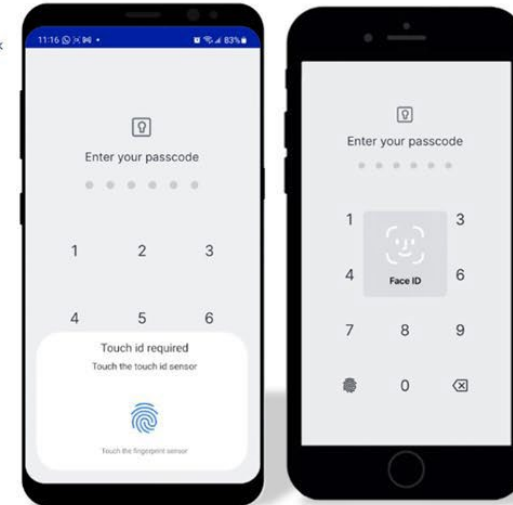 11:16
83%
Enter your passcode
1 2 3
4 5 6
Touch id required
Touch the touch id sensor
Touch the fingerprint sensor
Enter your passcode
1 3
4 Face ID 6
7 8 9
0